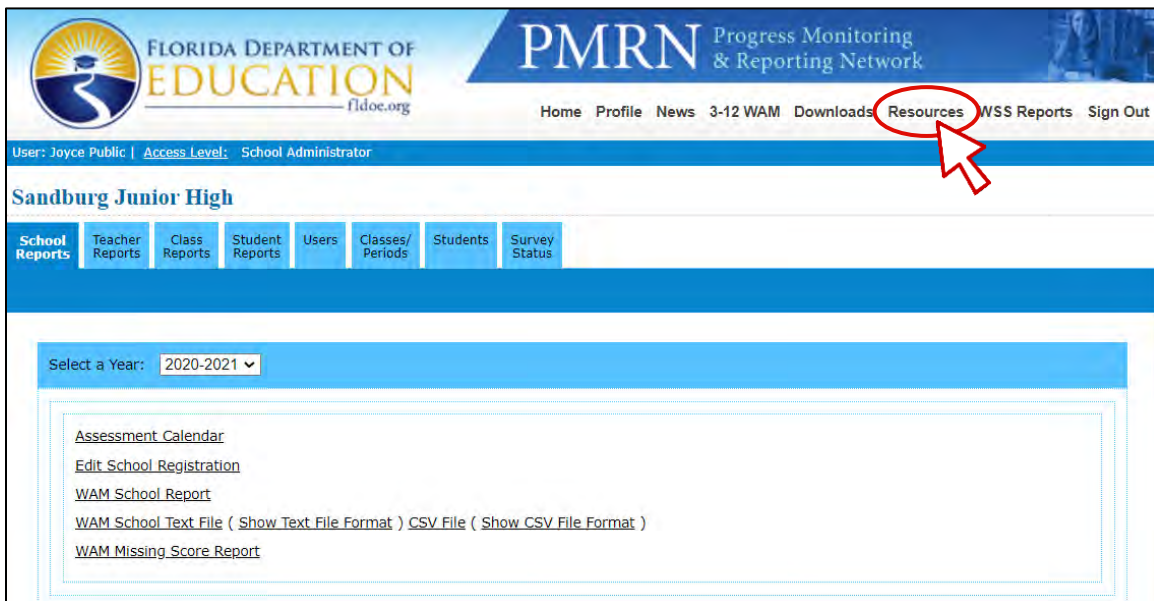 FLORIDA DEPARTMENT OF
EDUCATION
fldoe.org
PMRN Progress Monitoring
& Reporting Network
Home Profile News 3-12 WAM Downloads Resources WSS Reports Sign Out
User: Joyce Public | Access Level: School Administrator
Sandburg Junior High
School Reports Teacher Reports Class Reports Student Reports Users Classes/ Periods Students Survey Status
Select a Year: 2020-2021
Assessment Calendar
Edit School Registration
WAM School Report
WAM School Text File ( Show Text File Format ) CSV File ( Show CSV File Format )
WAM Missing Score Report